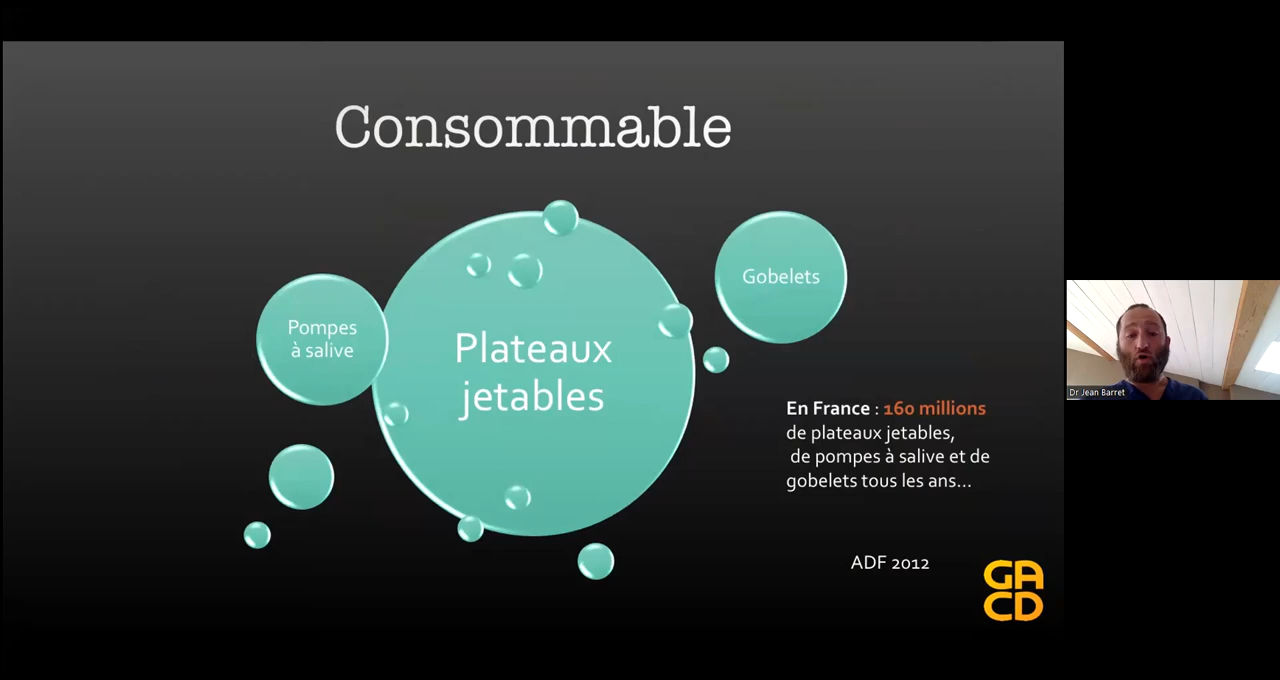 Consommable
Gobelets
Pompes
à salive
Plateaux
jetables
En France : 160 millions
de plateaux jetables,
de pompes à salive et de
gobelets tous les ans...
ADF 2012
GA
CD
Dr Jean Barret